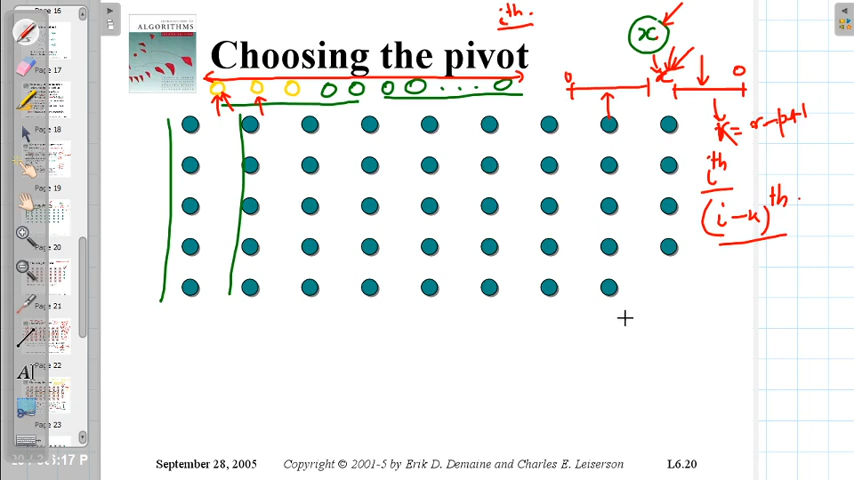 Page 16
Page 17
Page 18
Page 19
Page 20
Page 21
Page 22
Page 23
INTRODUCTION TO
ALGORITHMS
Choosing the pivot
ith
x
x
k = r-p+1
ith
(i-k)th
September 28, 2005 Copyright © 2001-5 by Erik D. Demaine and Charles E. Leiserson L6.20